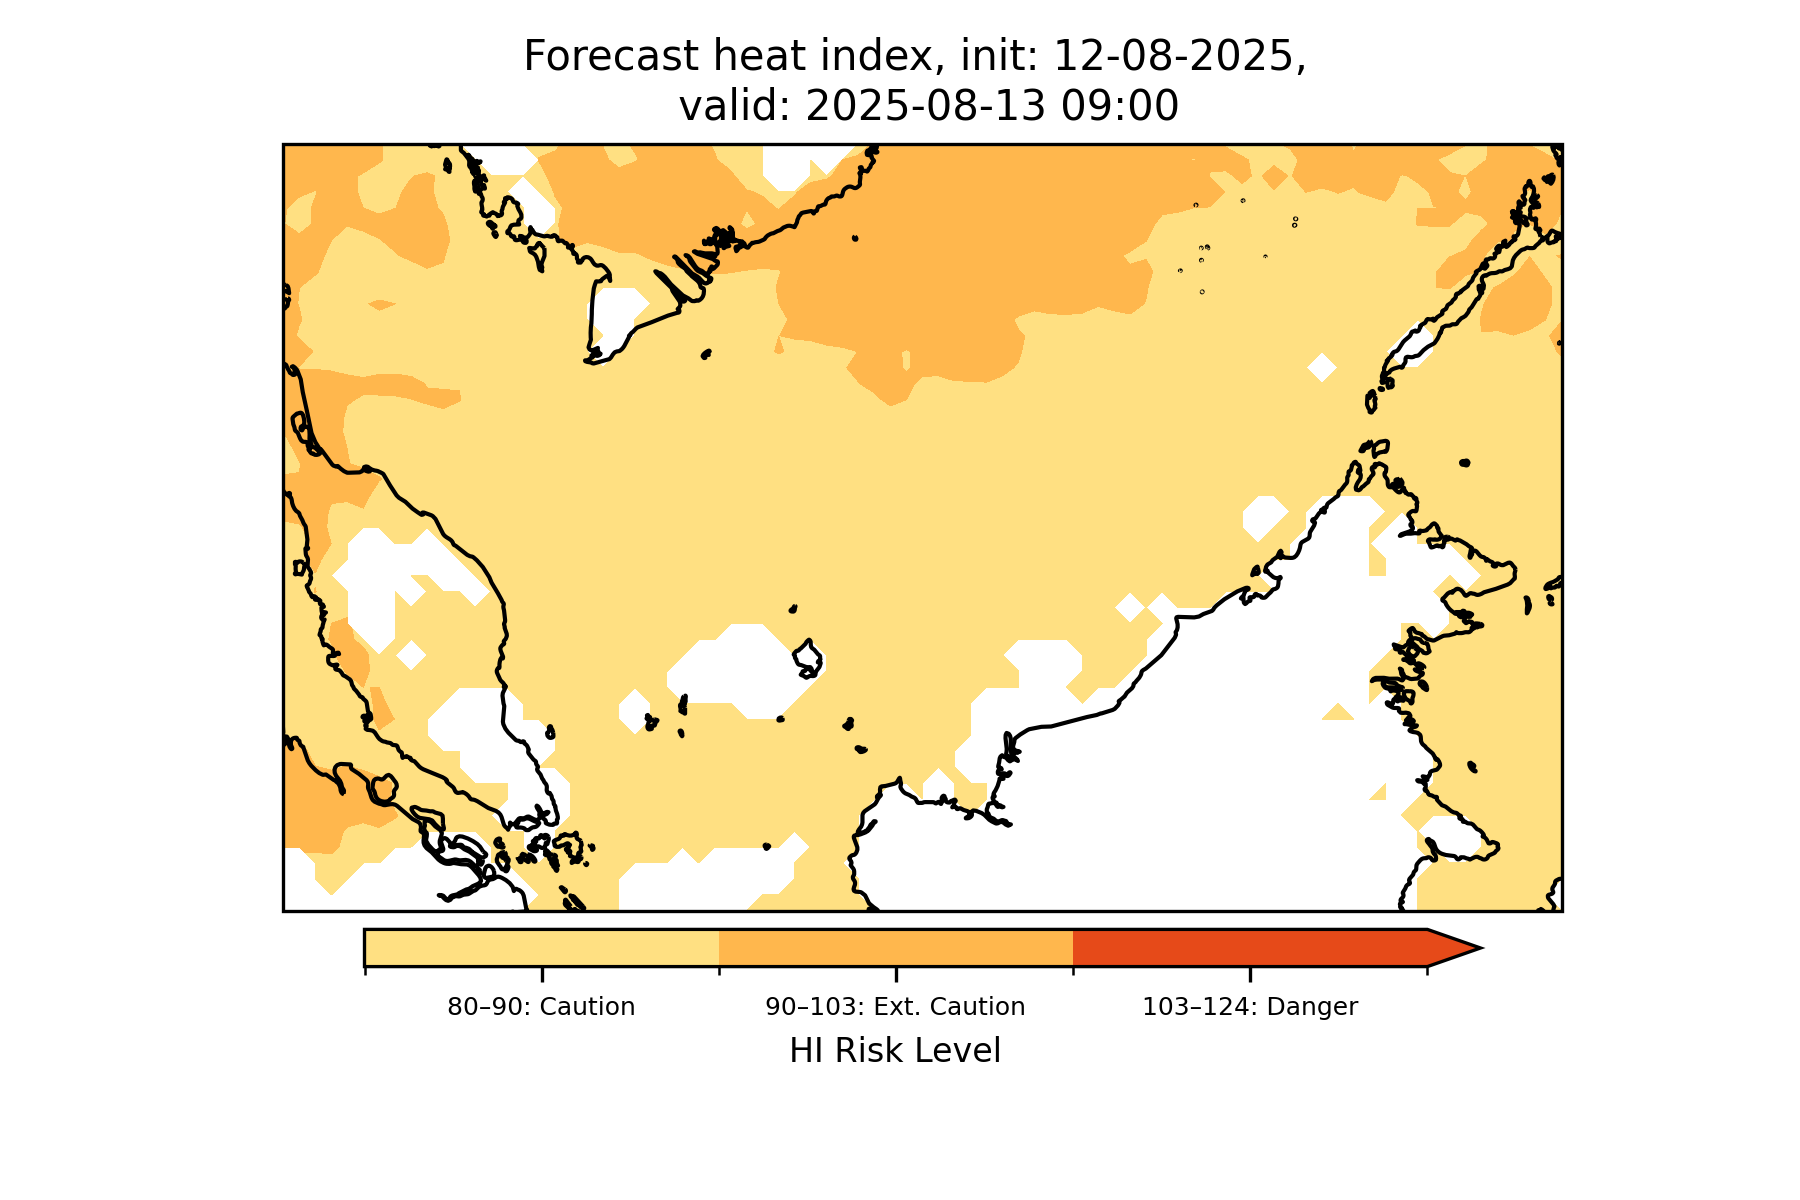 Forecast heat index, init: 12-08-2025,
valid: 2025-08-13 09:00
80–90: Caution
90–103: Ext. Caution
103–124: Danger
HI Risk Level